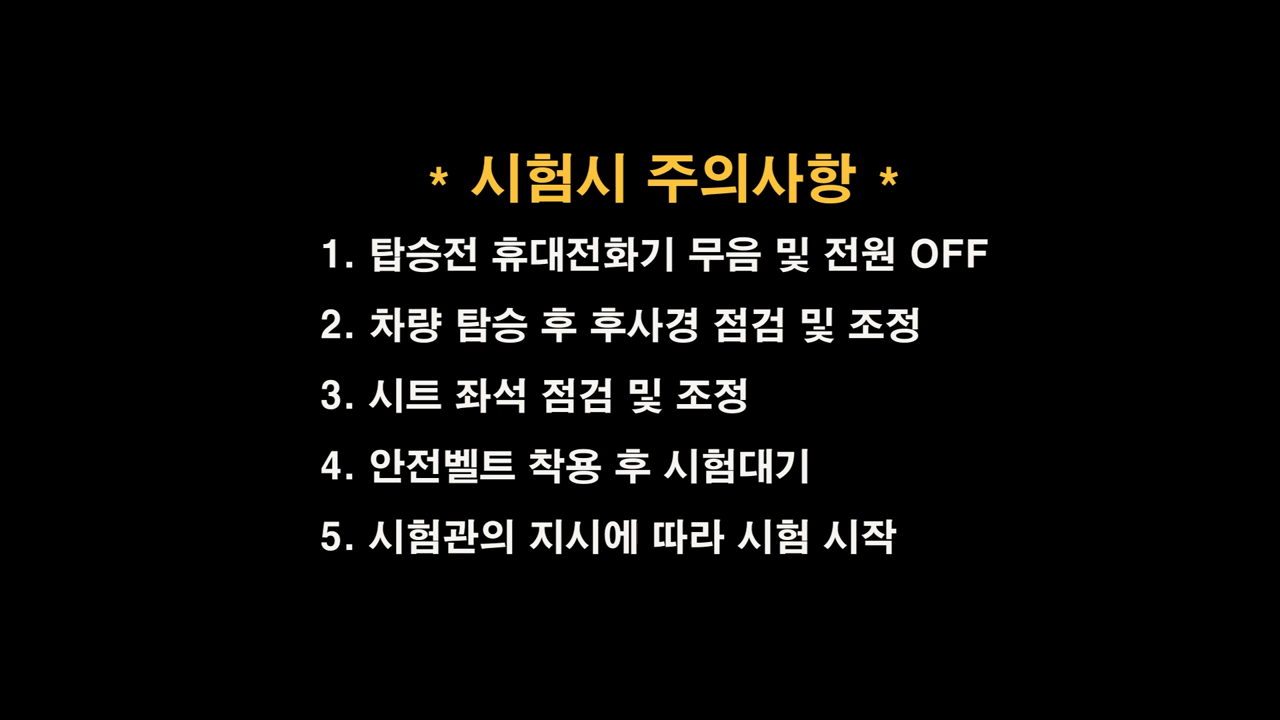 * 시험시 주의사항 *
1. 탑승전 휴대전화기 무음 및 전원 OFF
2. 차량 탐승 후 후사경 점검 및 조정
3. 시트 좌석 점검 및 조정
4. 안전벨트 착용 후 시험대기
5. 시험관의 지시에 따라 시험 시작